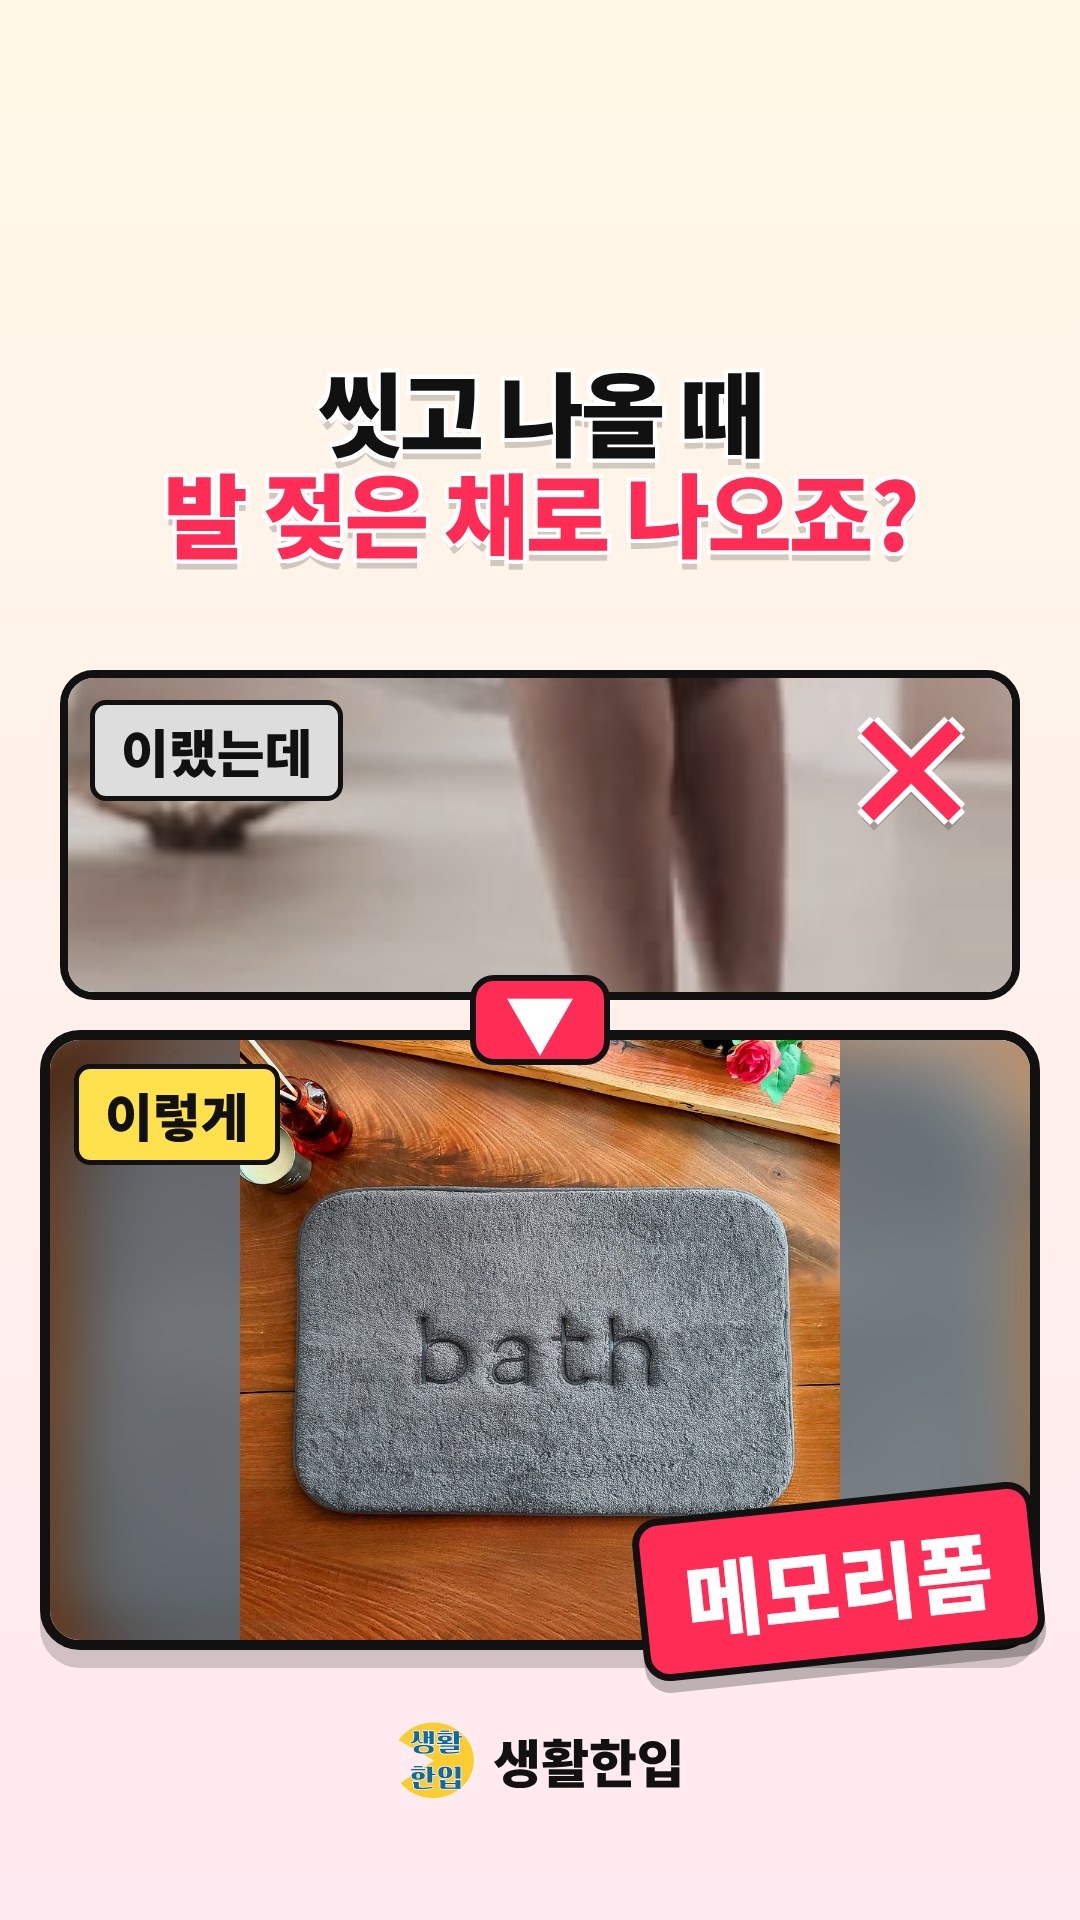 씻고 나올 때
발 젖은 채로 나오죠?
이랬는데
이렇게
bath
메모리폼
생활
한입
생활한입